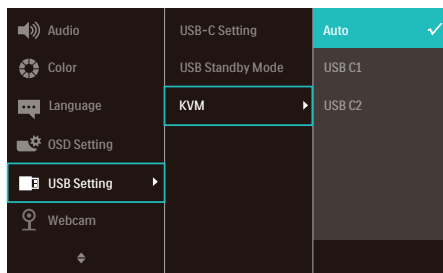 Audio
Color
Language
OSD Setting
USB Setting
Webcam
USB-C Setting
USB Standby Mode
KVM
Auto
USB C1
USB C2